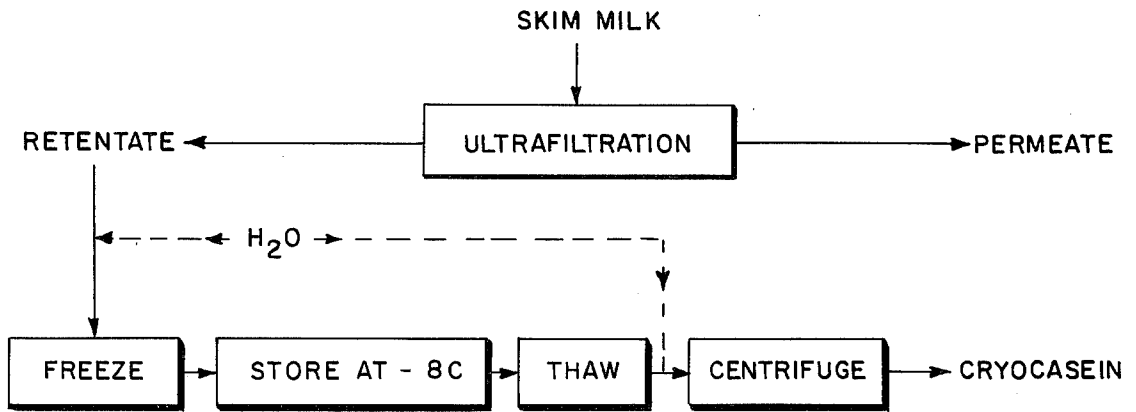 SKIM MILK
RETENTATE
ULTRAFILTRATION
PERMEATE
H₂O
FREEZE
STORE AT - 8C
THAW
CENTRIFUGE
CRYOCASEIN